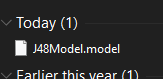 Today (1)
J48Model.model
Earlier this year (1)